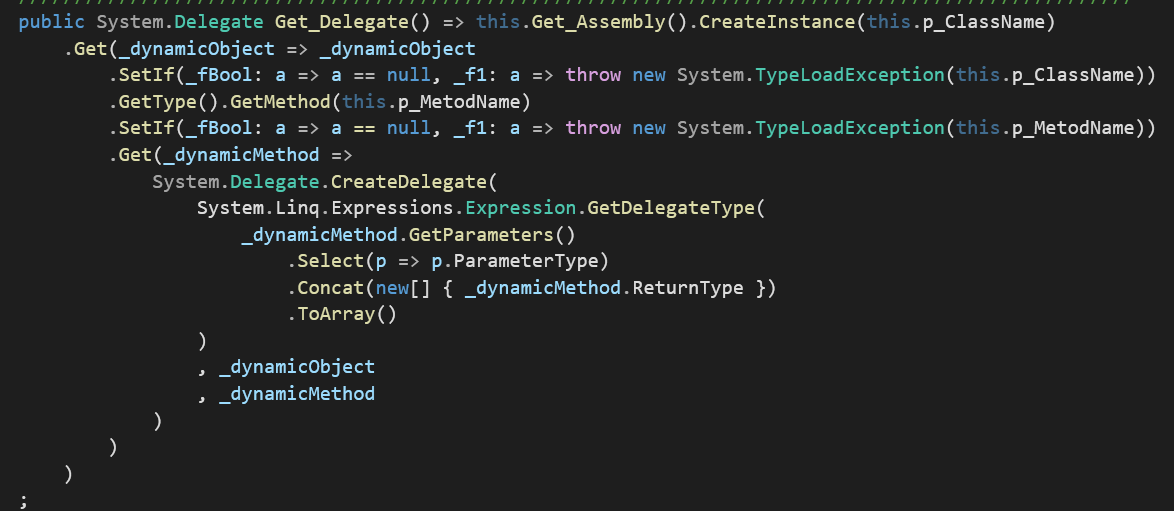 ////////////////////////////////////////////////////////////////////////////////////////////////////
public System.Delegate Get_Delegate() => this.Get_Assembly().CreateInstance(this.p_ClassName)
    .Get(_dynamicObject => _dynamicObject
        .SetIf(_fBool: a => a == null, _f1: a => throw new System.TypeLoadException(this.p_ClassName))
        .GetType().GetMethod(this.p_MetodName)
        .SetIf(_fBool: a => a == null, _f1: a => throw new System.TypeLoadException(this.p_MetodName))
        .Get(_dynamicMethod =>
            System.Delegate.CreateDelegate(
                System.Linq.Expressions.Expression.GetDelegateType(
                    _dynamicMethod.GetParameters()
                        .Select(p => p.ParameterType)
                        .Concat(new[] { _dynamicMethod.ReturnType })
                        .ToArray()
                )
                , _dynamicObject
                , _dynamicMethod
            )
        )
    )
;